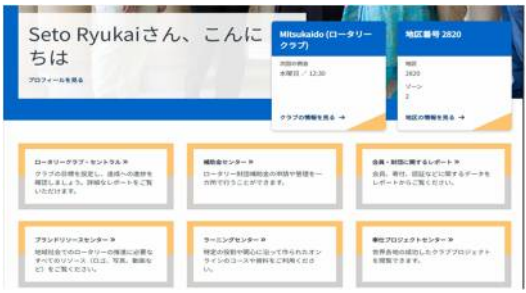 Seto Ryukaiさん、こんに
ちは
プロフィールを見る
Mitsukaido (ロータリー
クラブ)
次回の例会
水曜日 / 12:30
クラブの情報を見る →
地区番号 2820
地区
2820
ゾーン
2
地区の情報を見る →
ロータリークラブ・セントラル »
クラブの目標を設定し、達成への進捗を
確認しましょう。詳細なレポートをご覧
いただけます。
補助金センター »
ロータリー財団補助金の申請や管理を一
カ所で行うことができます。
会員・財団に関するレポート »
会員、寄付、認証などに関するデータを
レポートからご覧ください。
ブランドリソースセンター »
地域社会でのロータリーの推進に必要な
すべてのリソース（ロゴ、写真、動画な
ど）をご覧ください。
ラーニングセンター »
特定の役割や関心に沿って作られたオン
ラインのコースや資料をご利用くださ
い。
奉仕プロジェクトセンター »
世界各地の成功したクラブプロジェクト
を閲覧できます。